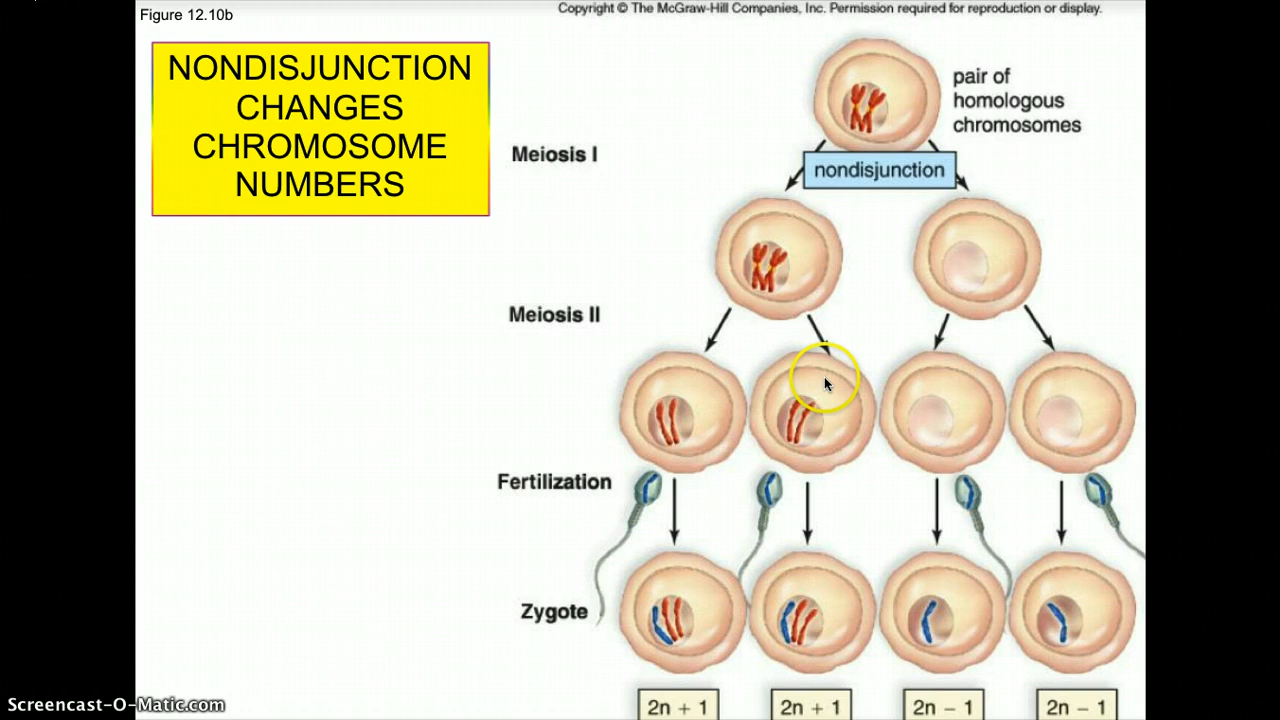 Figure 12.10b
Copyright © The McGraw-Hill Companies, Inc. Permission required for reproduction or display.
NONDISJUNCTION
CHANGES
CHROMOSOME
NUMBERS
pair of
homologous
chromosomes
Meiosis I
nondisjunction
Meiosis II
Fertilization
Zygote
2n + 1
2n + 1
2n − 1
2n − 1
Screencast-O-Matic.com